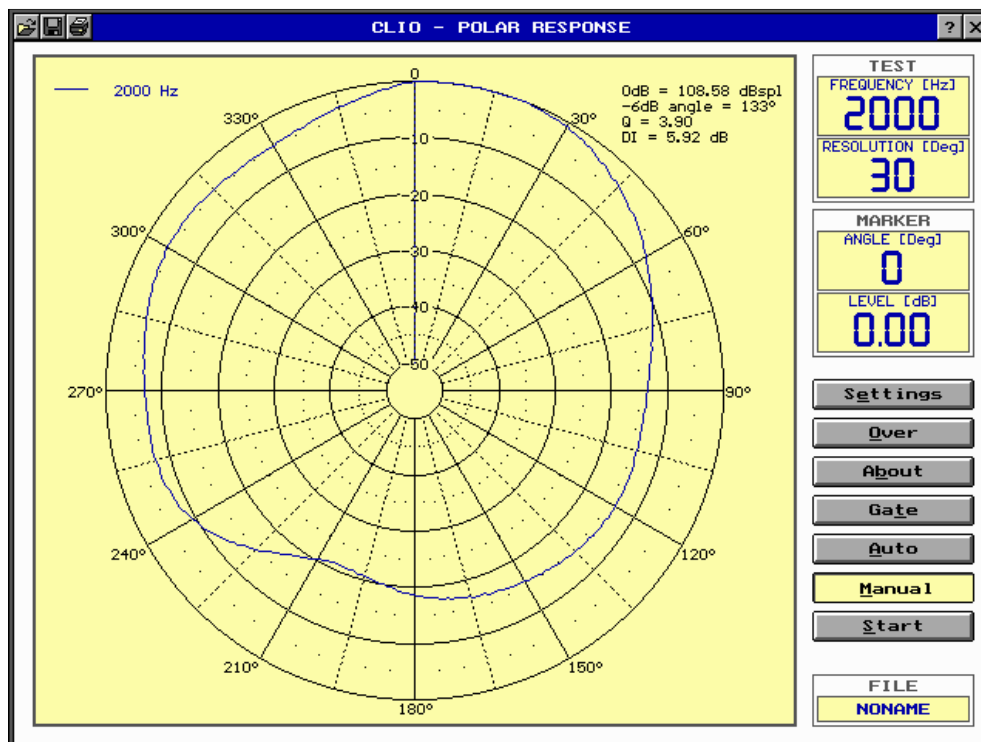 CLIO - POLAR RESPONSE
? X
2000 Hz
0dB = 108.58 dBspl
-6dB angle = 133°
Q = 3.90
DI = 5.92 dB
0
30°
60°
90°
120°
150°
180°
210°
240°
270°
300°
330°
-10
-20
-30
-40
-50
TEST
FREQUENCY [Hz]
2000
RESOLUTION [Deg]
30
MARKER
ANGLE [Deg]
0
LEVEL [dB]
0.00
Settings
Over
About
Gate
Auto
Manual
Start
FILE
NONAME